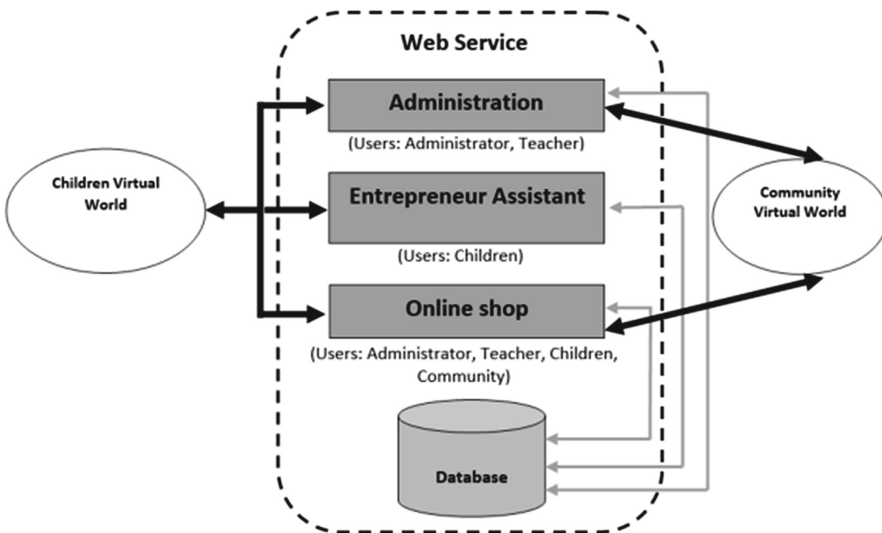 Web Service
Administration
(Users: Administrator, Teacher)
Children Virtual
World
Entrepreneur Assistant
(Users: Children)
Community
Virtual World
Online shop
(Users: Administrator, Teacher, Children,
Community)
Database